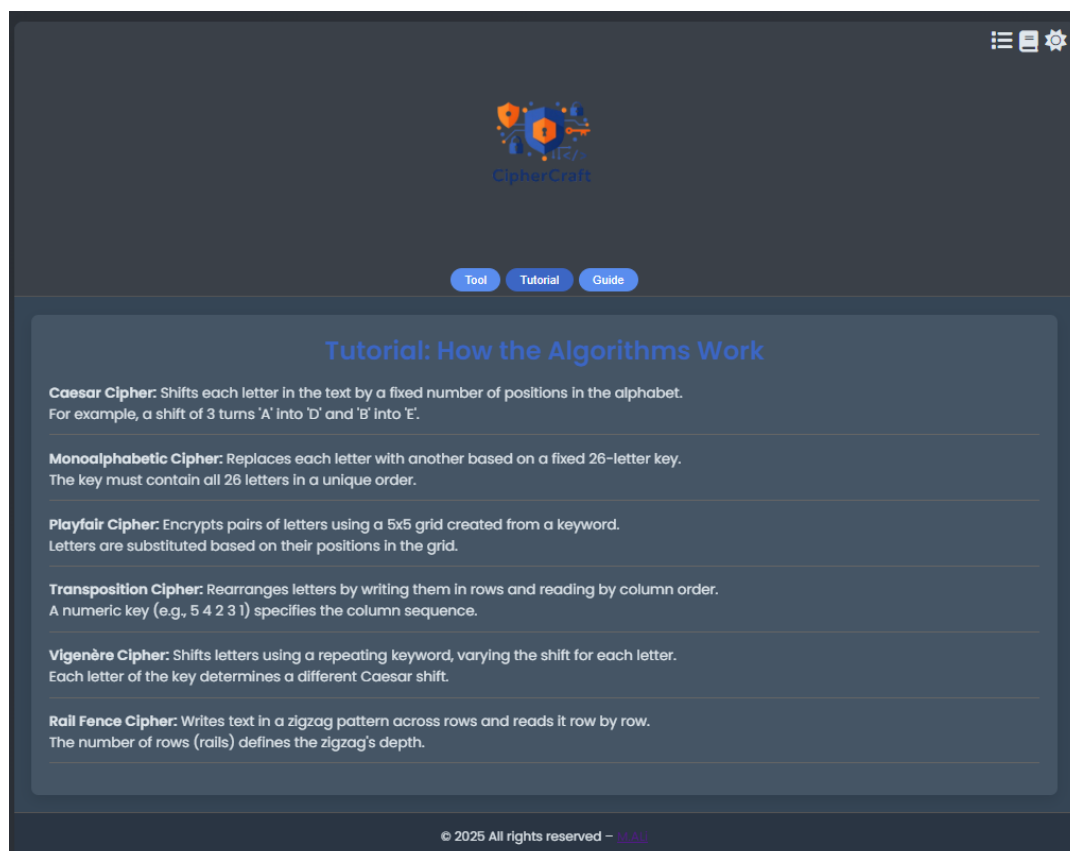 CipherCraft
Tool Tutorial Guide
Tutorial: How the Algorithms Work
Caesar Cipher: Shifts each letter in the text by a fixed number of positions in the alphabet.
For example, a shift of 3 turns 'A' into 'D' and 'B' into 'E'.
Monoalphabetic Cipher: Replaces each letter with another based on a fixed 26-letter key.
The key must contain all 26 letters in a unique order.
Playfair Cipher: Encrypts pairs of letters using a 5x5 grid created from a keyword.
Letters are substituted based on their positions in the grid.
Transposition Cipher: Rearranges letters by writing them in rows and reading by column order.
A numeric key (e.g., 5 4 2 3 1) specifies the column sequence.
Vigenère Cipher: Shifts letters using a repeating keyword, varying the shift for each letter.
Each letter of the key determines a different Caesar shift.
Rail Fence Cipher: Writes text in a zigzag pattern across rows and reads it row by row.
The number of rows (rails) defines the zigzag's depth.
© 2025 All rights reserved –